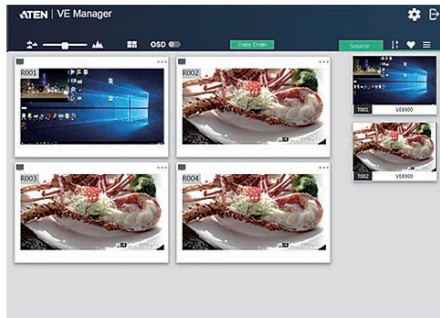 ATEN | VE Manager
OSD
Daisy Chain
Source
R001
R002
R003
R004
T001 VE8900
T002 VE8900